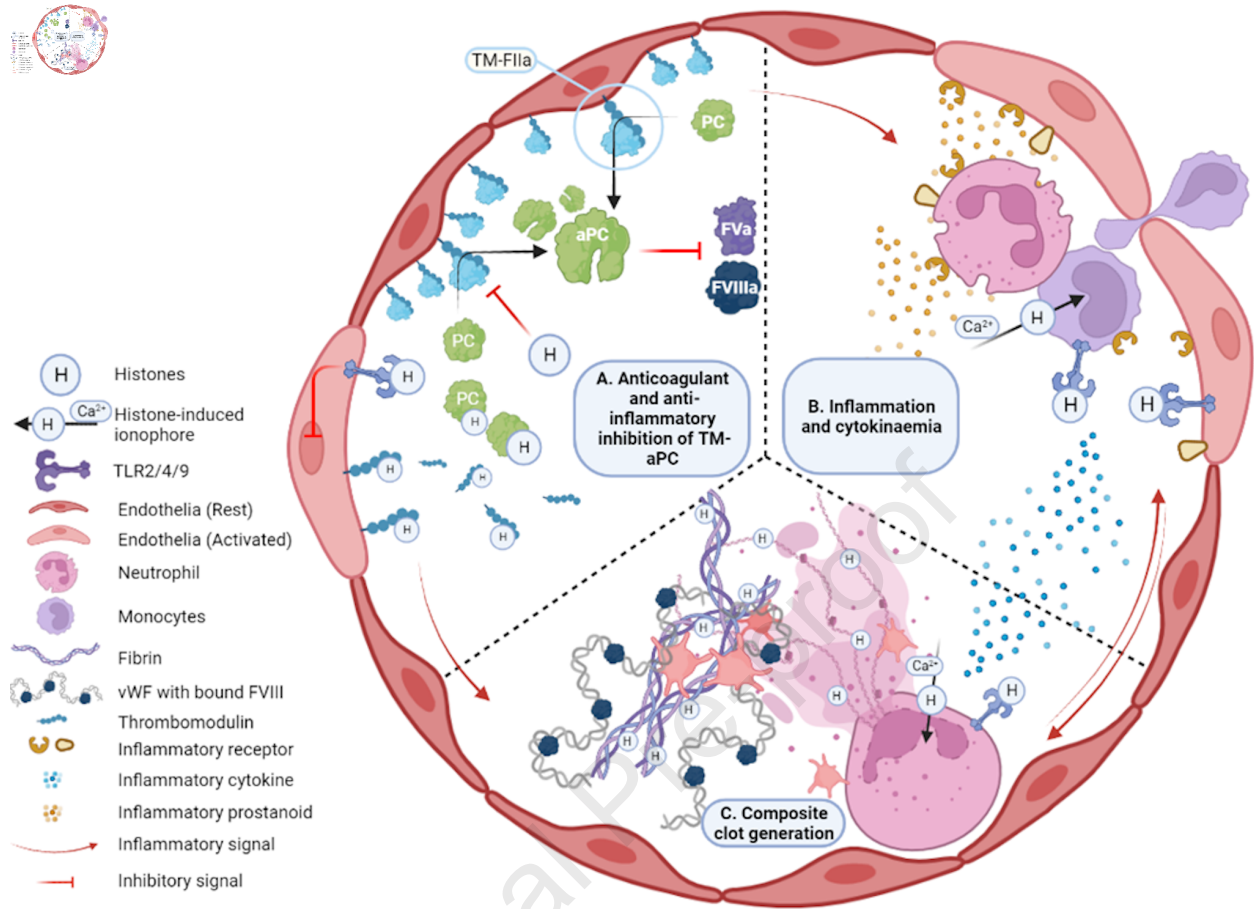 TM-FIIa
PC
aPC
FVa
FVIIIa
PC
H
H
PC
H
H
H
H
H
H
A. Anticoagulant
and anti-
inflammatory
inhibition of TM-
aPC
B. Inflammation
and cytokinaemia
Ca²⁺
H
H
H
H
H
H
H
H
H
H
H
H
H
H
Ca²⁺
H
H
C. Composite
clot generation
H
Histones
H
Ca²⁺
Histone-induced
ionophore
TLR2/4/9
Endothelia (Rest)
Endothelia (Activated)
Neutrophil
Monocytes
Fibrin
vWF with bound FVIII
Thrombomodulin
Inflammatory receptor
Inflammatory cytokine
Inflammatory prostanoid
Inflammatory signal
Inhibitory signal